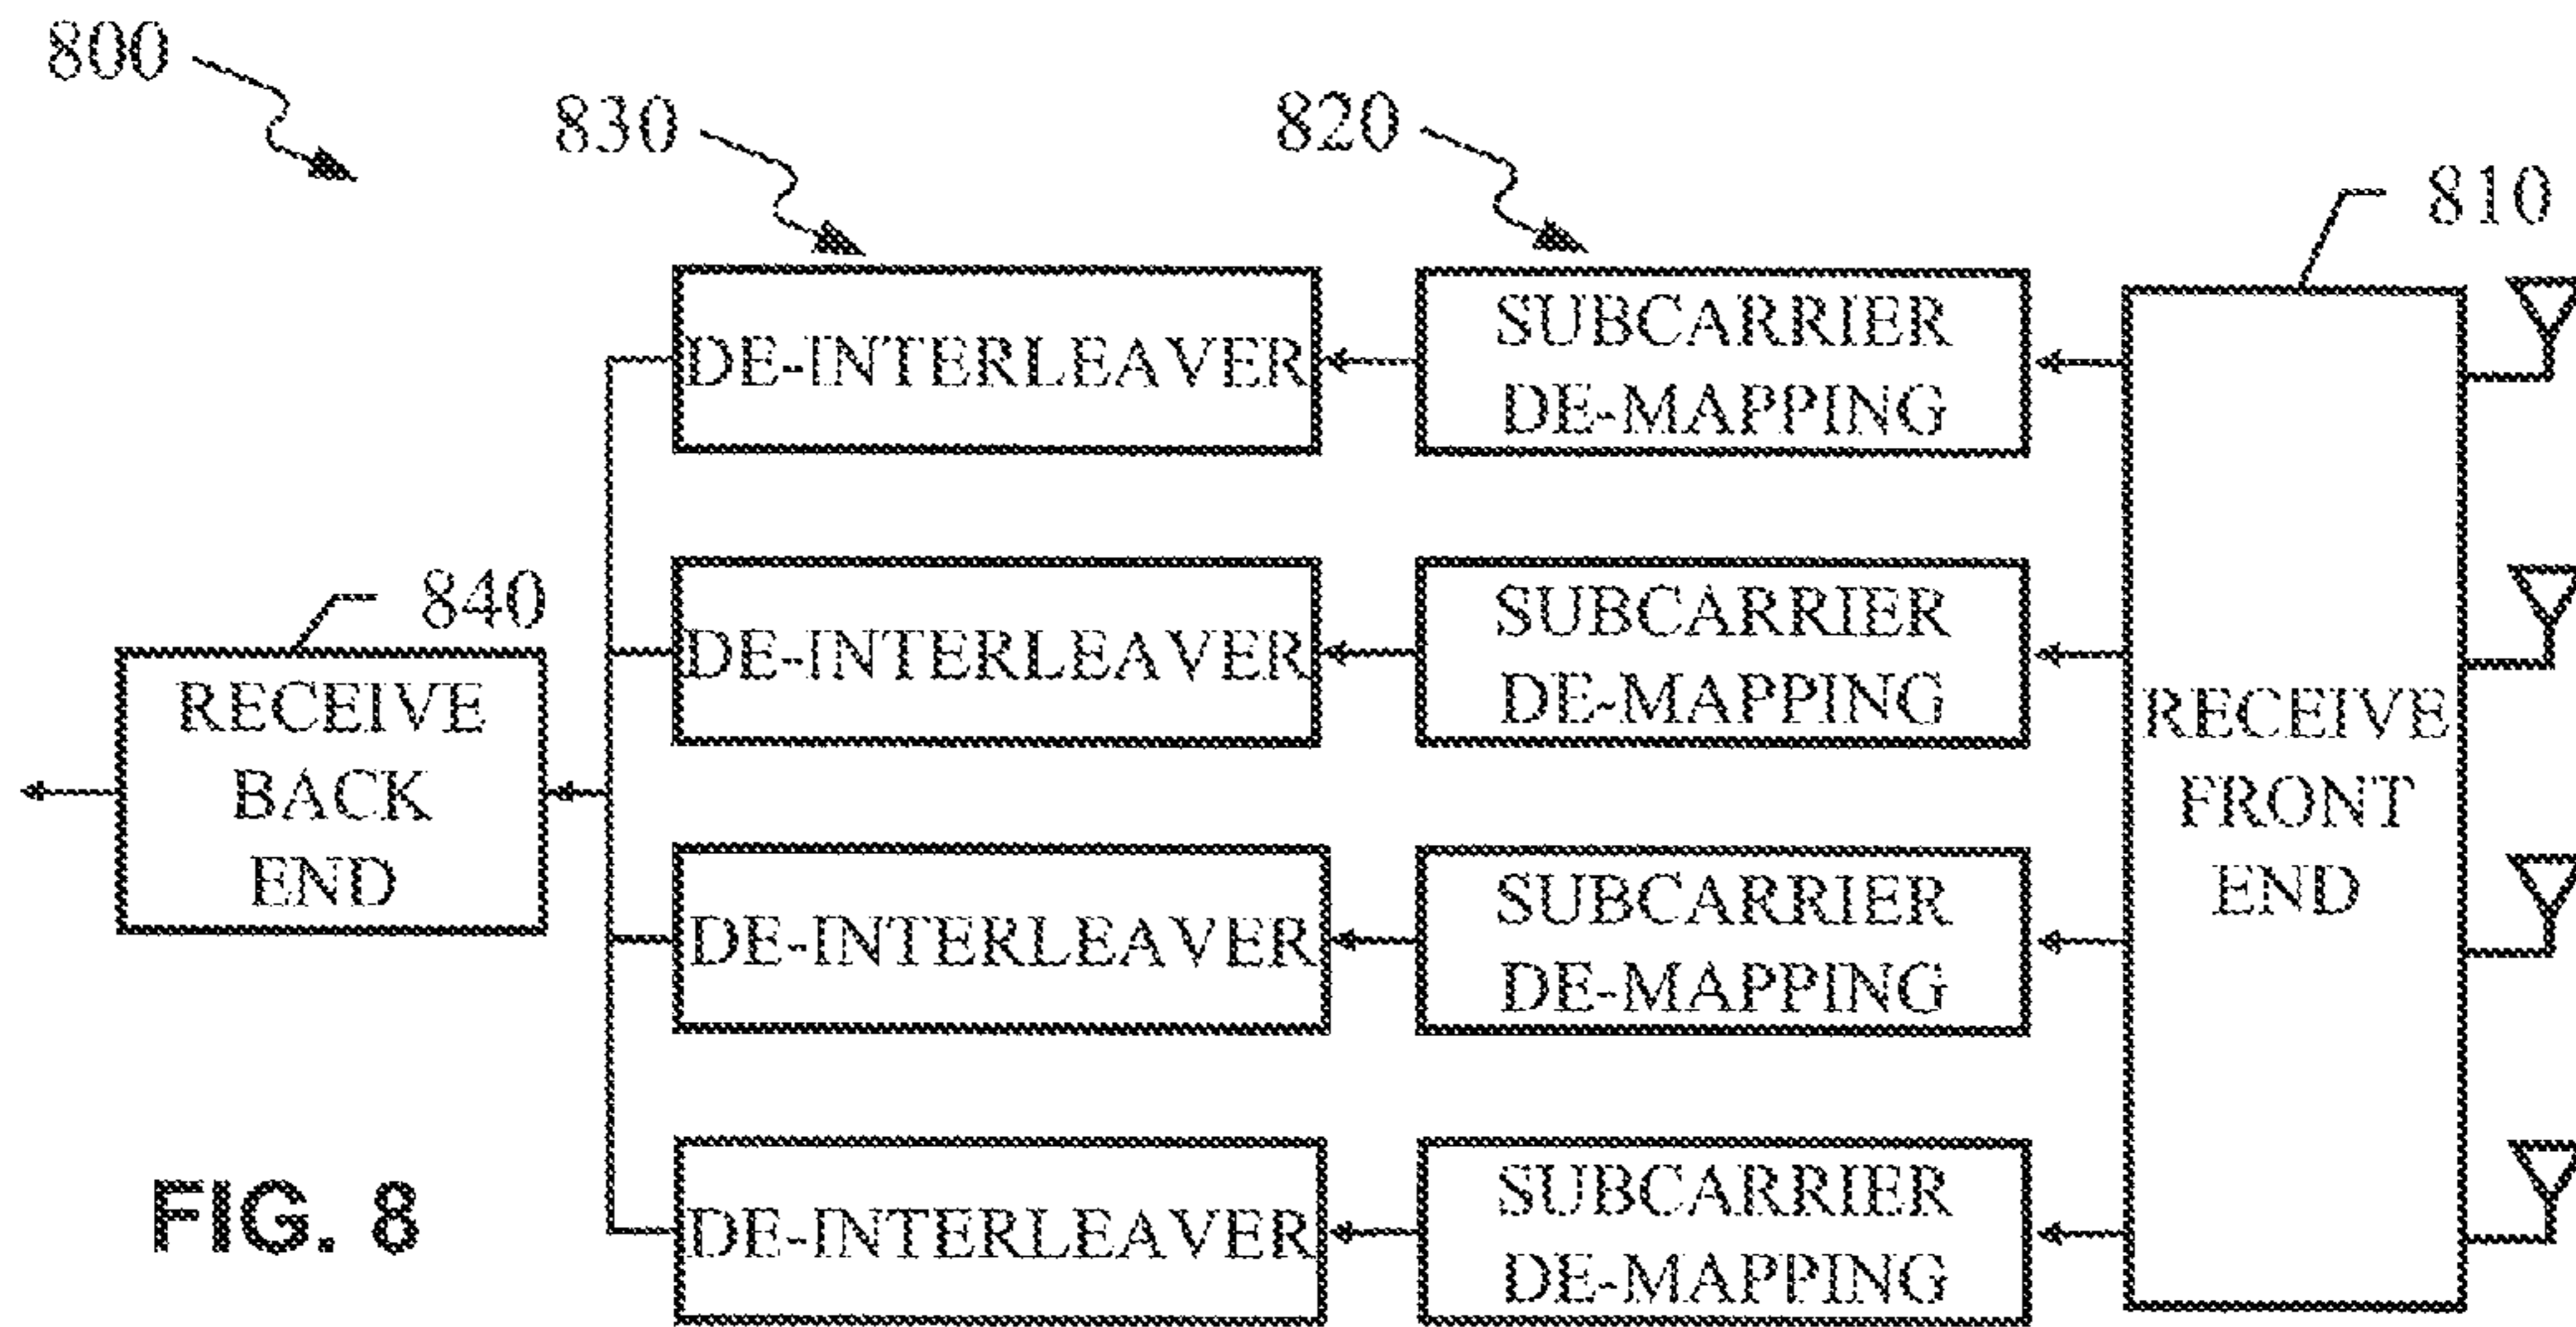 800
830
820
810
DE-INTERLEAVER
SUBCARRIER
DE-MAPPING
840
DE-INTERLEAVER
SUBCARRIER
DE-MAPPING
RECEIVE
BACK
END
RECEIVE
FRONT
END
DE-INTERLEAVER
SUBCARRIER
DE-MAPPING
DE-INTERLEAVER
SUBCARRIER
DE-MAPPING
FIG. 8